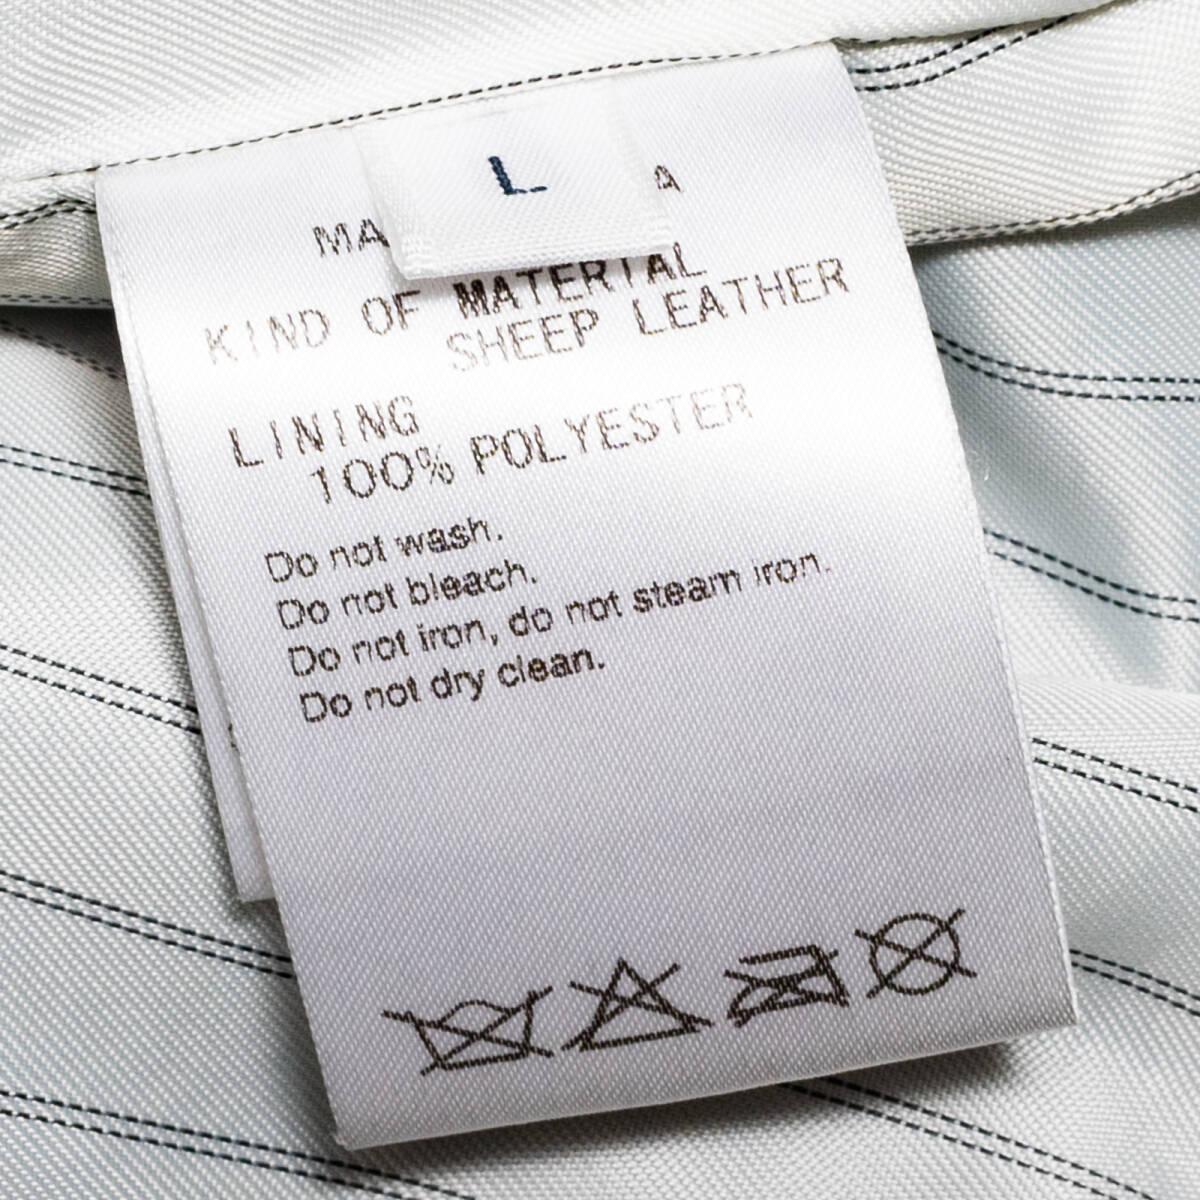 L
MA A
KIND OF MATERIAL
SHEEP LEATHER
LINING
100% POLYESTER
Do not wash.
Do not bleach.
Do not iron, do not steam iron.
Do not dry clean.